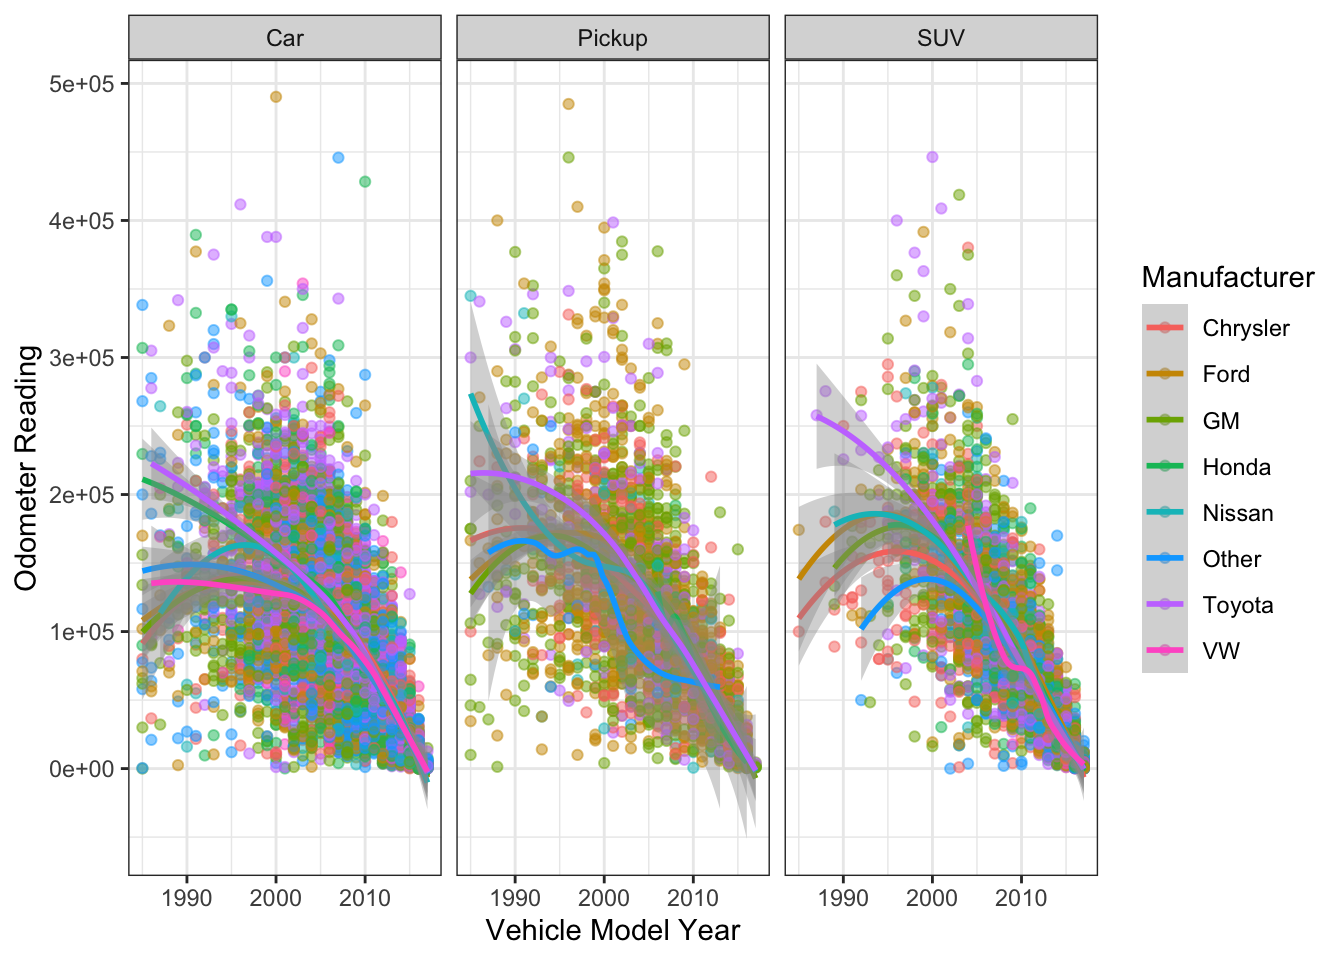 Car Pickup SUV
5e+05
4e+05
3e+05
2e+05
1e+05
0e+00
Odometer Reading
1990 2000 2010 1990 2000 2010 1990 2000 2010
Vehicle Model Year
Manufacturer
Chrysler
Ford
GM
Honda
Nissan
Other
Toyota
VW